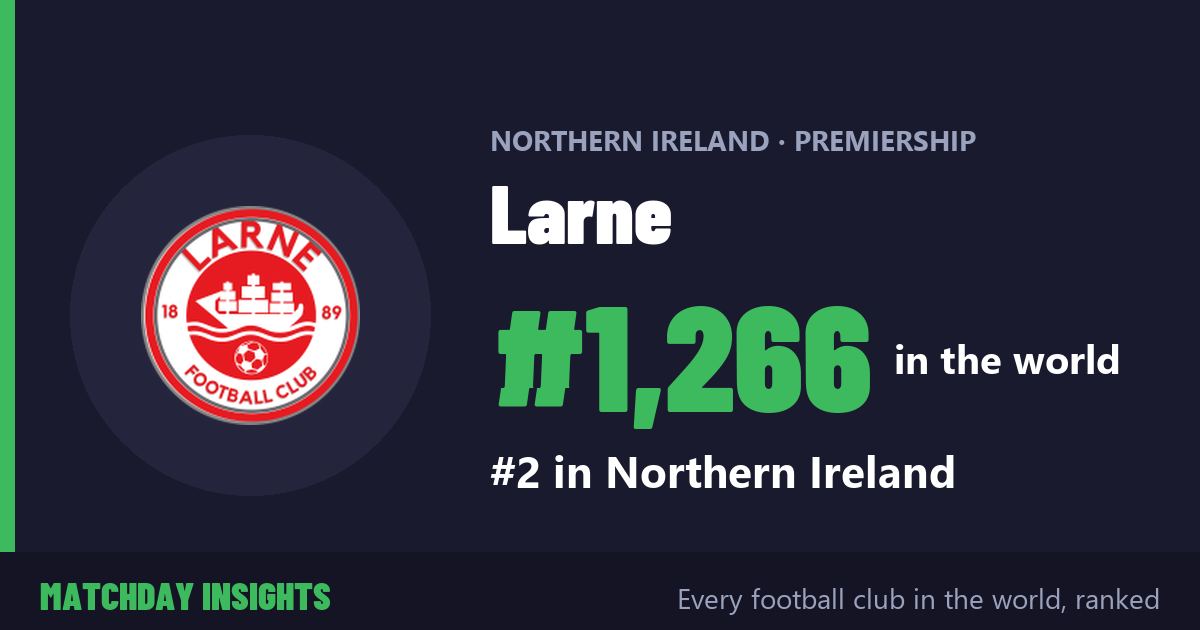 NORTHERN IRELAND · PREMIERSHIP
Larne
#1,266 in the world
#2 in Northern Ireland
LARNE
18 89
FOOTBALL CLUB
MATCHDAY INSIGHTS
Every football club in the world, ranked